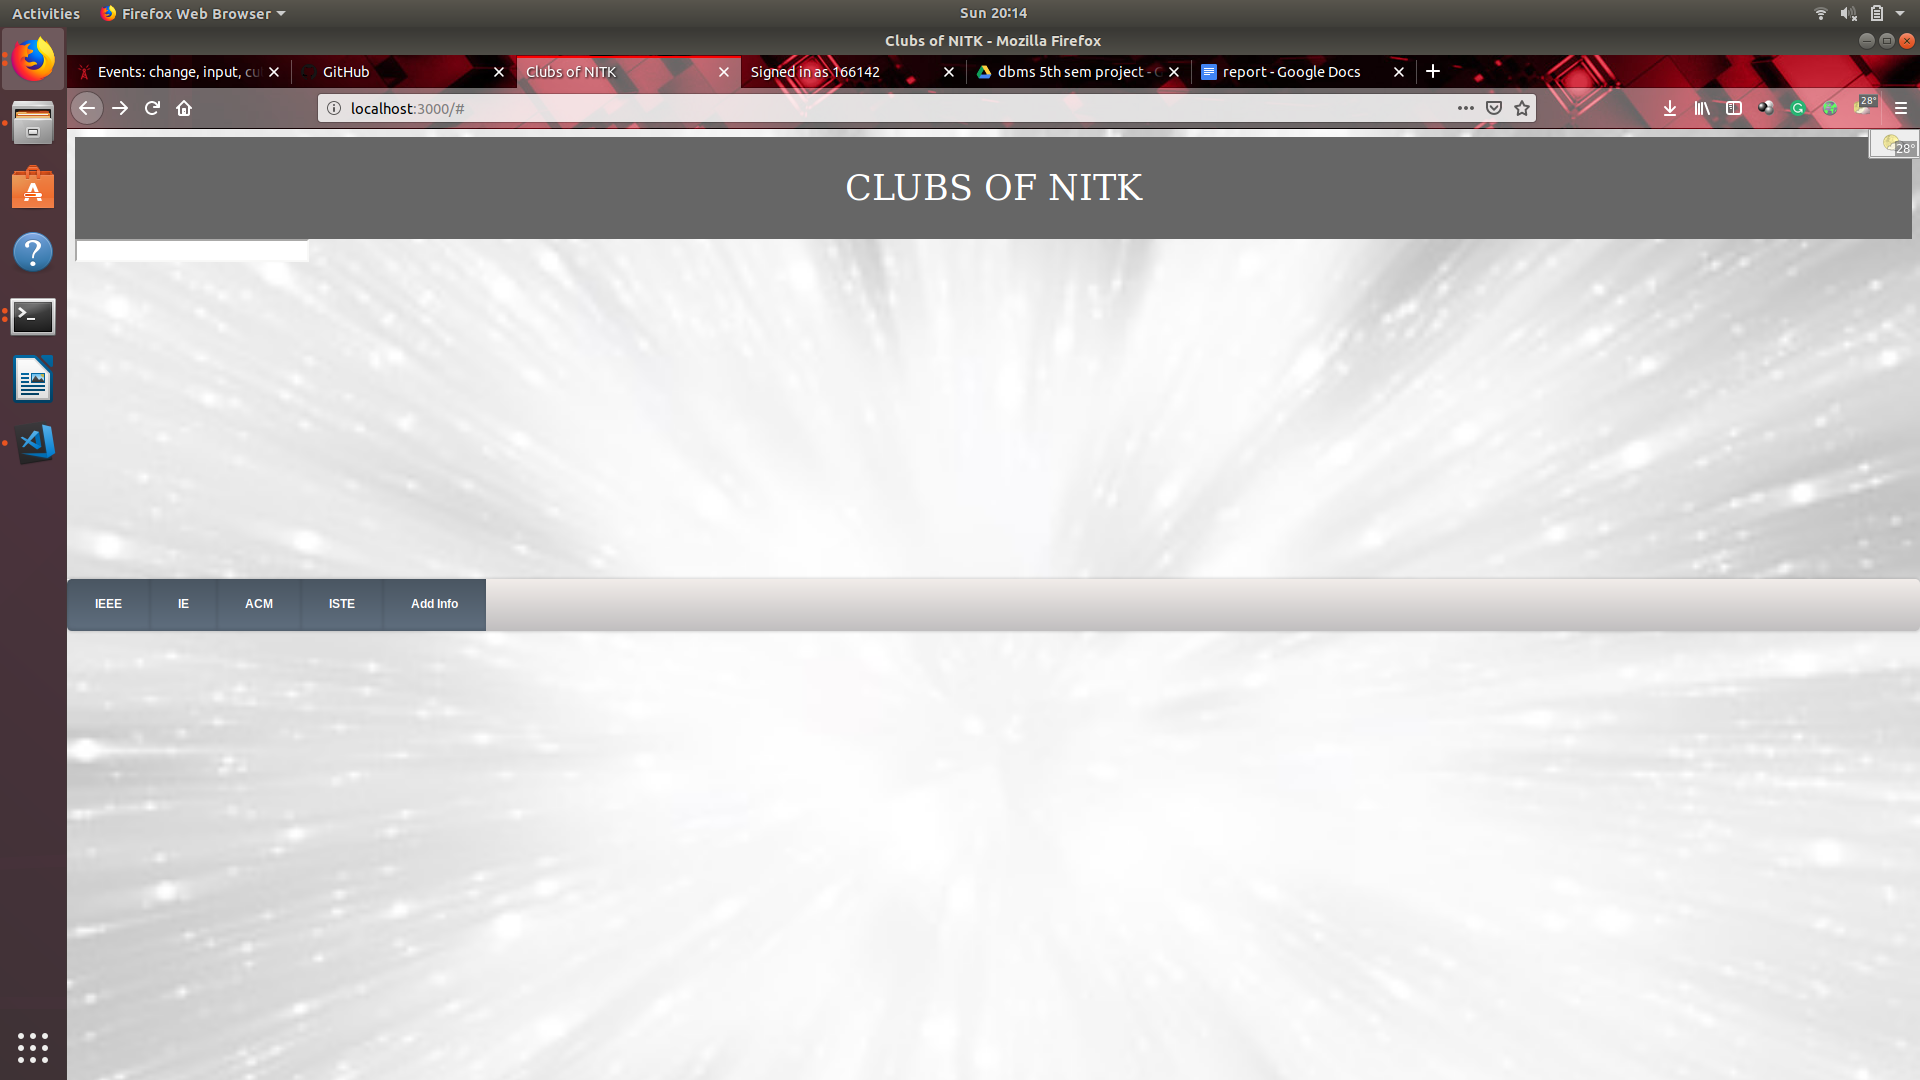 Activities Firefox Web Browser Sun 20:14
Clubs of NITK - Mozilla Firefox
Events: change, input, cu GitHub Clubs of NITK Signed in as 166142 dbms 5th sem project - report - Google Docs
localhost:3000/# 28°
28°
CLUBS OF NITK
IEEE IE ACM ISTE Add Info